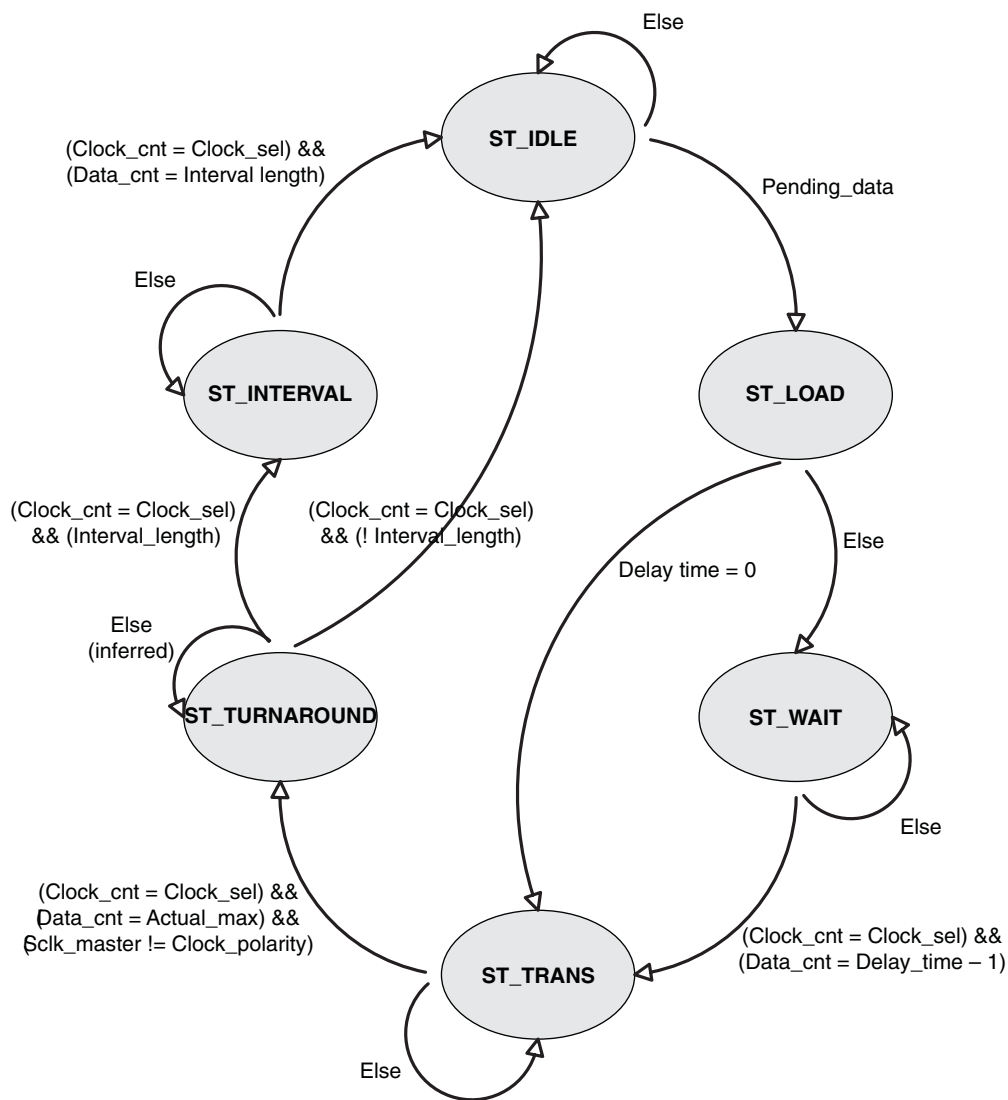 Else
ST_IDLE
(Clock_cnt = Clock_sel) &&
(Data_cnt = Interval length)
Pending_data
Else
ST_INTERVAL
ST_LOAD
(Clock_cnt = Clock_sel)
&& (Interval_length)
(Clock_cnt = Clock_sel)
&& (! Interval_length)
Else
Delay time = 0
Else
(inferred)
ST_TURNAROUND
ST_WAIT
Else
(Clock_cnt = Clock_sel) &&
(Data_cnt = Actual_max) &&
(Sclk_master != Clock_polarity)
(Clock_cnt = Clock_sel) &&
(Data_cnt = Delay_time – 1)
ST_TRANS
Else